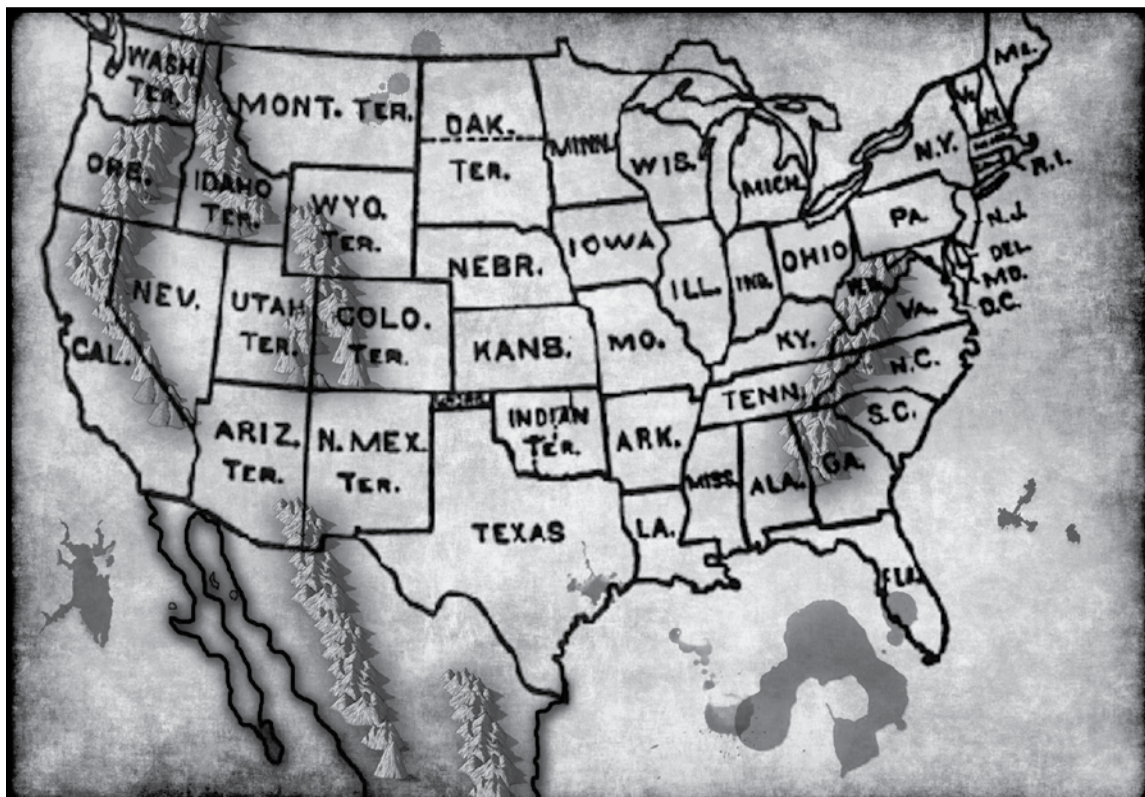 WASH
TER.
MONT. TER.
DAK.
TER.
MINN.
ORE.
IDAHO
TER.
WYO.
TER.
WIS.
MICH.
N.Y.
R.I.
PA.
N.J.
DEL.
MD.
D.C.
NEBR.
IOWA
ILL.
IND.
OHIO
W.V.
VA.
NEV.
UTAH
TER.
COLO.
TER.
KANS.
MO.
KY.
CAL.
N.C.
TENN.
S.C.
ARIZ.
TER.
N. MEX.
TER.
INDIAN
TER.
ARK.
MISS.
ALA.
GA.
TEXAS
LA.
FLA.